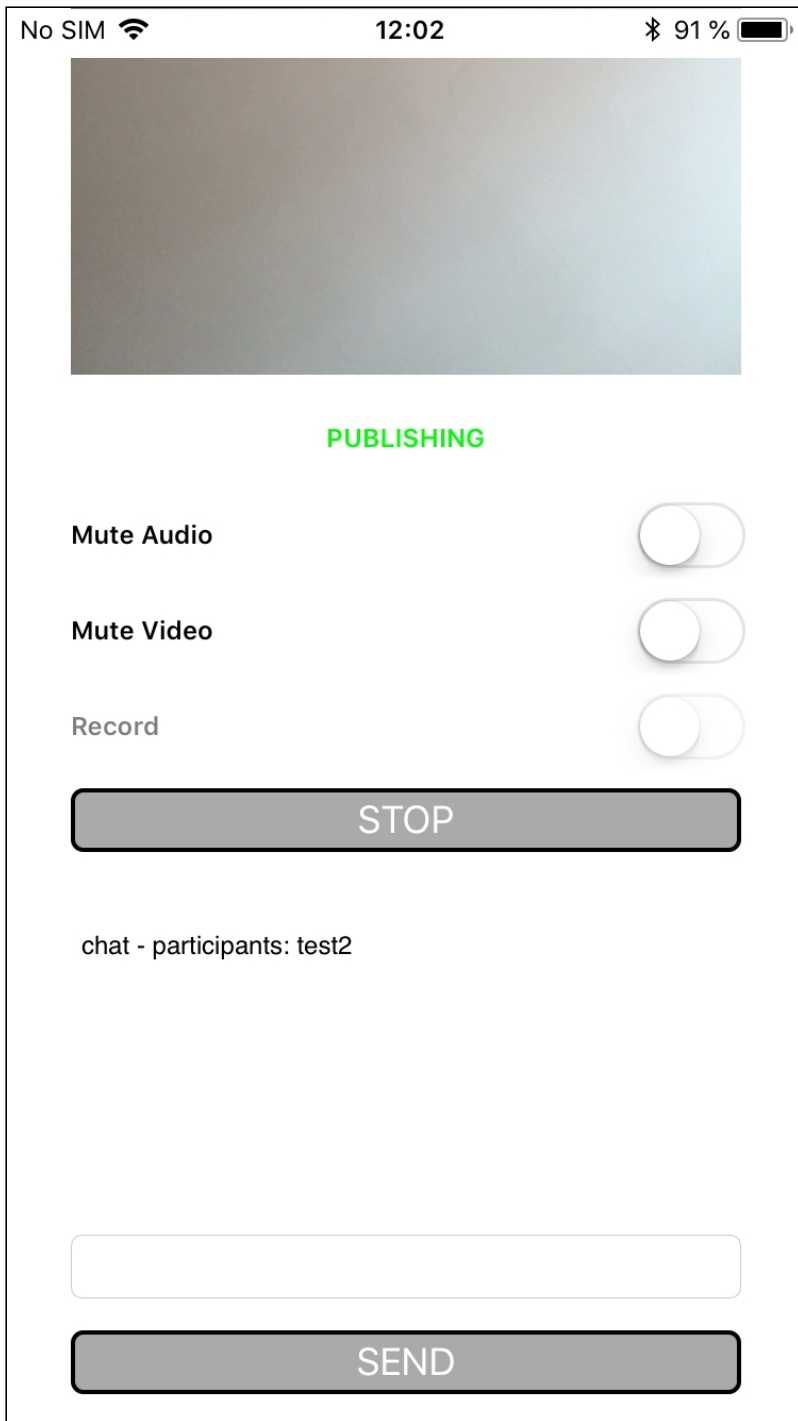 No SIM 12:02 91 %
PUBLISHING
Mute Audio
Mute Video
Record
STOP
chat - participants: test2
SEND